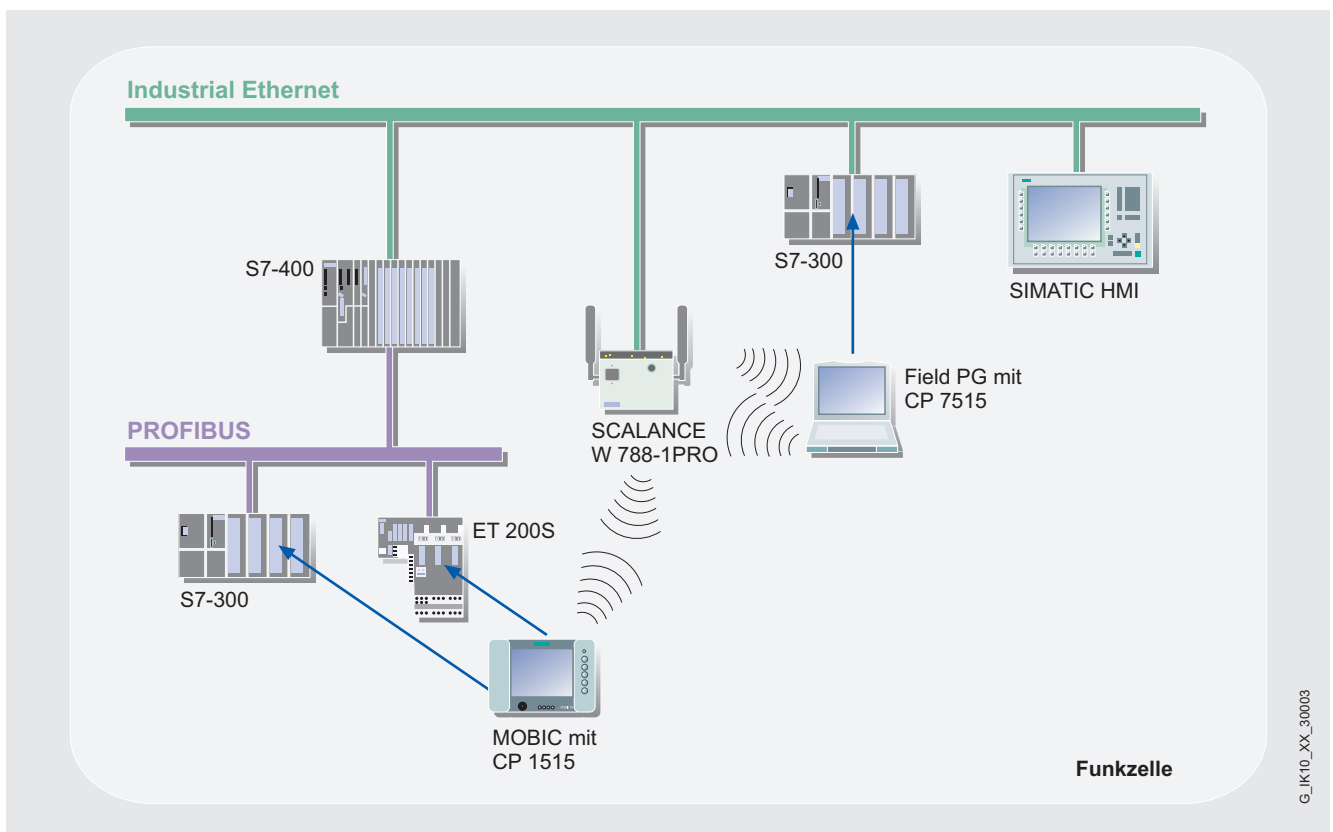 Industrial Ethernet
S7-400
S7-300
SIMATIC HMI
Field PG mit
CP 7515
SCALANCE
W 788-1PRO
PROFIBUS
ET 200S
S7-300
MOBIC mit
CP 1515
Funkzelle
G_IK10_XX_30003